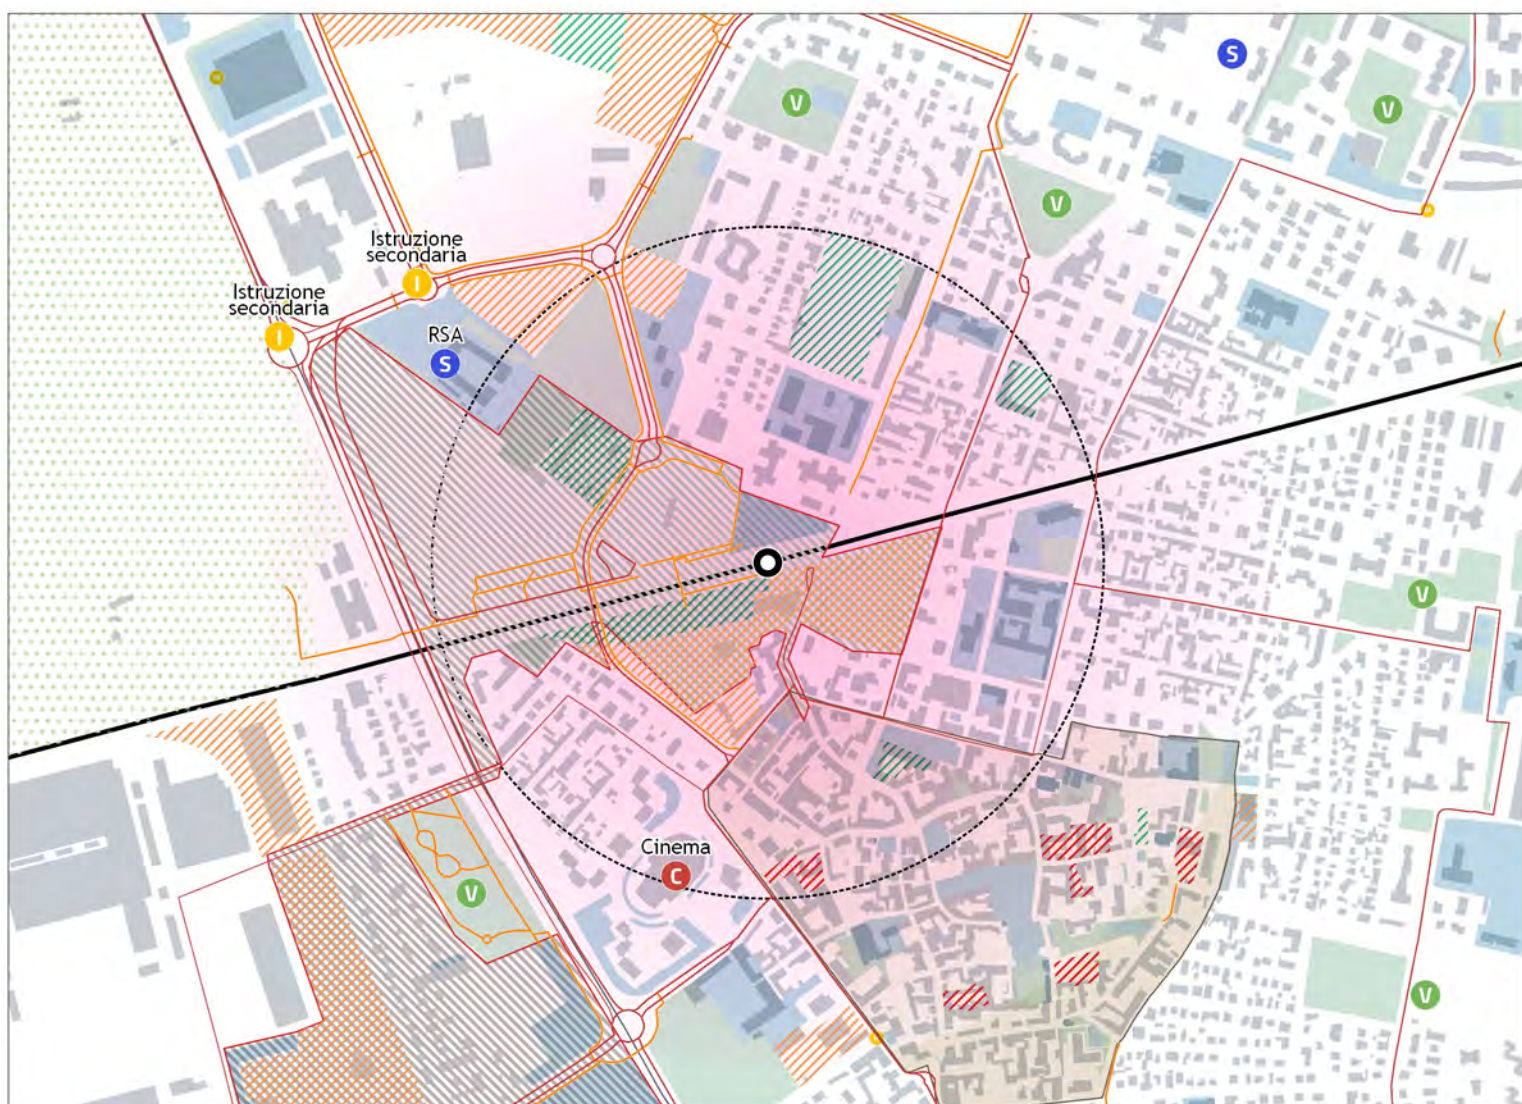 S
V
V
V
Istruzione
secondaria
I
Istruzione
secondaria
I
RSA
S
V
Cinema
C
V
V